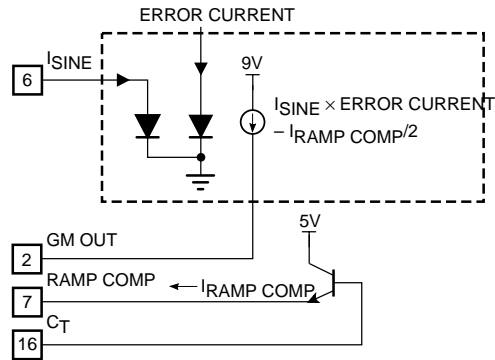 ERROR CURRENT
6 ISINE
9V
ISINE × ERROR CURRENT
– IRAMP COMP/2
5V
2 GM OUT
7 RAMP COMP ← IRAMP COMP
16 CT